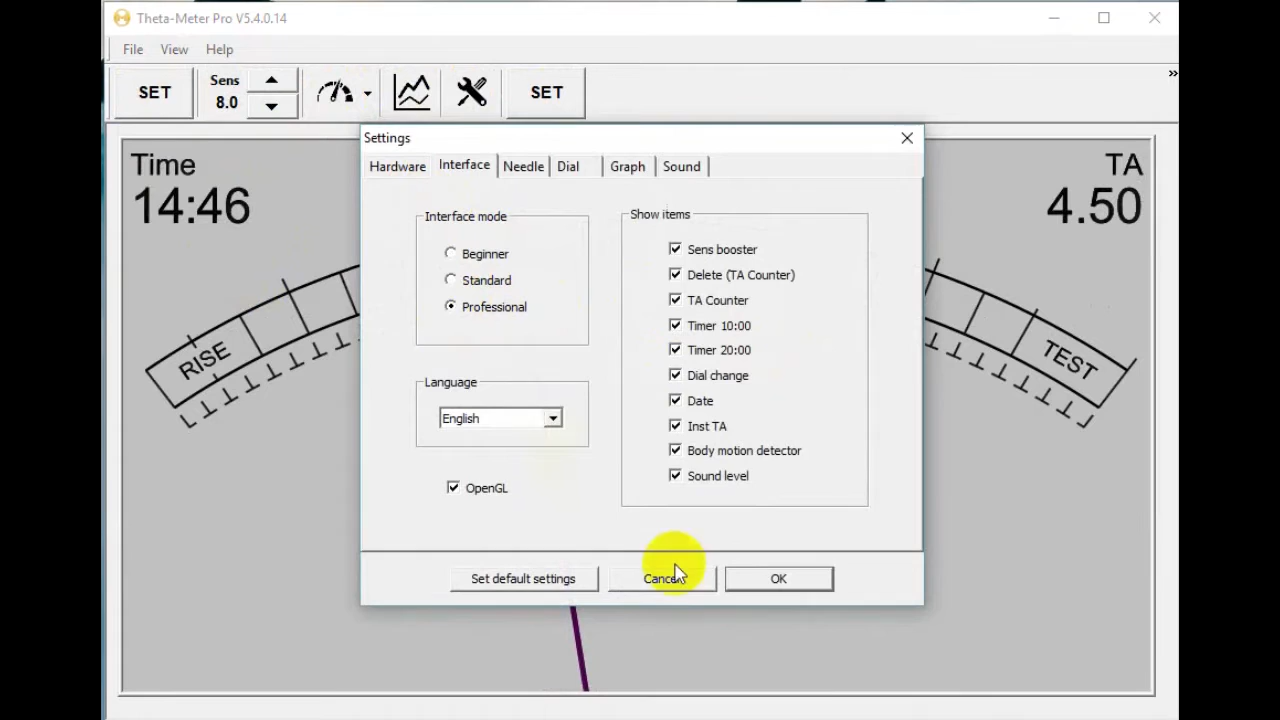 Theta-Meter Pro V5.4.0.14
File View Help
SET
Sens
8.0
SET
»
Time
14:46
TA
4.50
RISE
TEST
Settings
Hardware Interface Needle Dial Graph Sound
Interface mode
Beginner
Standard
Professional
Language
English
OpenGL
Show items
Sens booster
Delete (TA Counter)
TA Counter
Timer 10:00
Timer 20:00
Dial change
Date
Inst TA
Body motion detector
Sound level
Set default settings Cancel OK